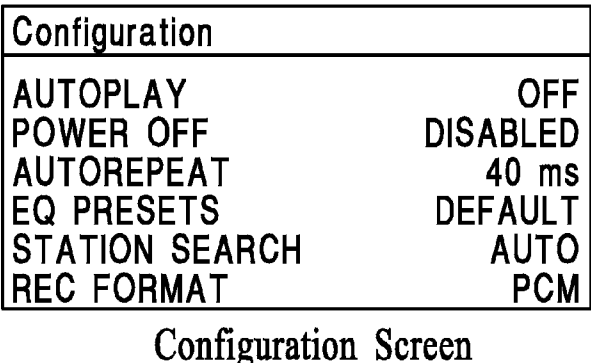 Configuration
AUTOPLAY OFF
POWER OFF DISABLED
AUTOREPEAT 40 ms
EQ PRESETS DEFAULT
STATION SEARCH AUTO
REC FORMAT PCM
Configuration Screen